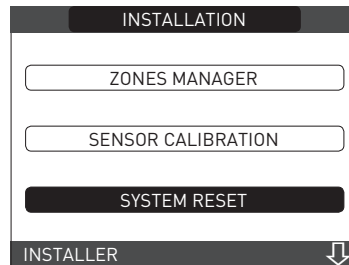 INSTALLATION
ZONES MANAGER
SENSOR CALIBRATION
SYSTEM RESET
INSTALLER